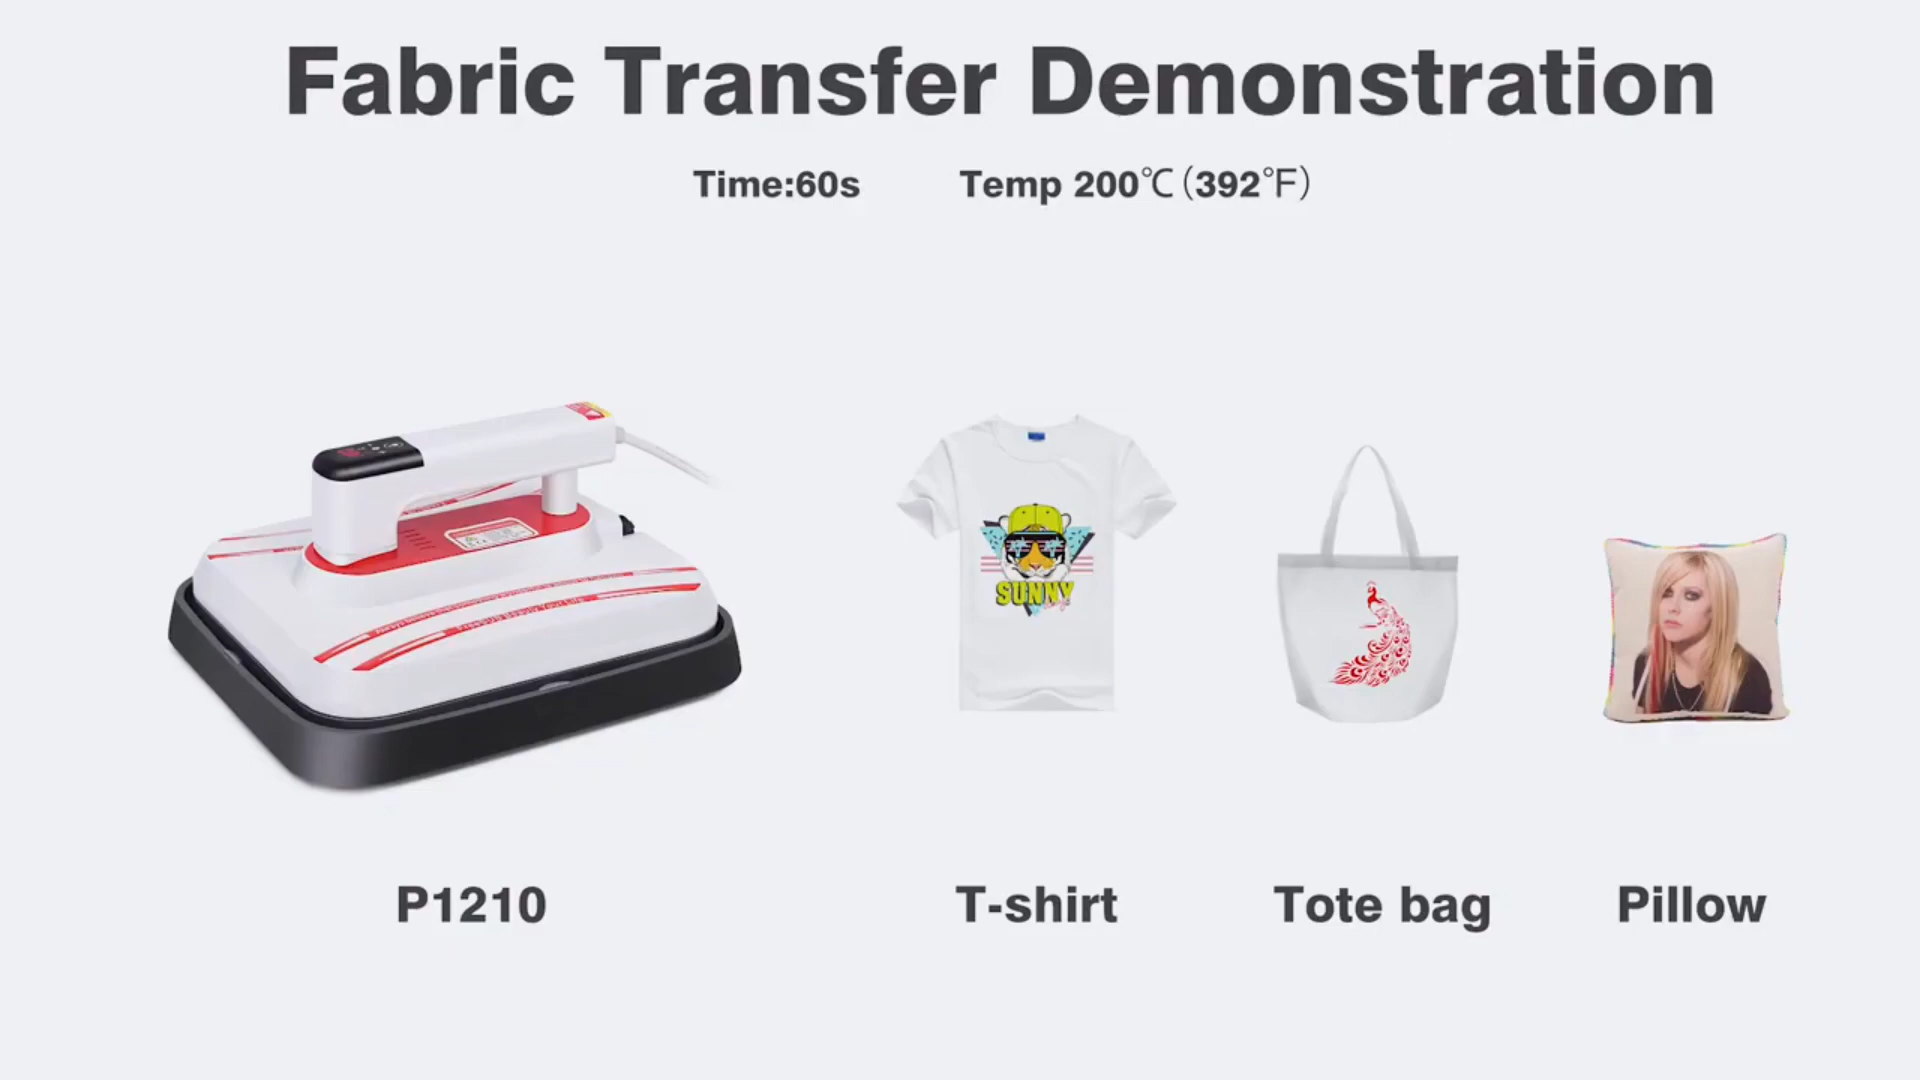 Fabric Transfer Demonstration
Time:60s Temp 200℃(392℉)
SUNNY
P1210 T-shirt Tote bag Pillow